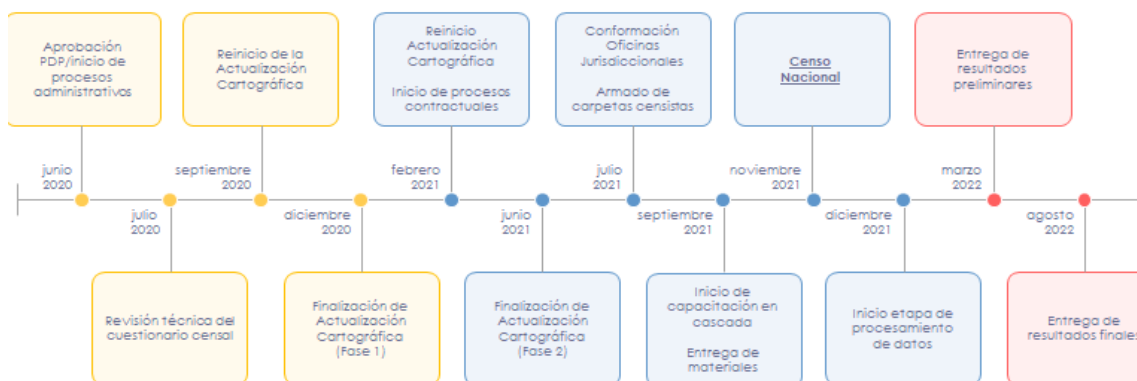 Aprobación
PDP/inicio de
procesos
administrativos
Reinicio de la
Actualización
Cartográfica
Reinicio
Actualización
Cartográfica
Inicio de procesos
contractuales
Conformación
Oficinas
Jurisdiccionales
Armado de
carpetas censistas
Censo
Nacional
Entrega de
resultados
preliminares
junio
2020
septiembre
2020
febrero
2021
julio
2021
noviembre
2021
marzo
2022
julio
2020
diciembre
2020
junio
2021
septiembre
2021
diciembre
2021
agosto
2022
Revisión técnica del
cuestionario censal
Finalización de
Actualización
Cartográfica
(Fase 1)
Finalización de
Actualización
Cartográfica
(Fase 2)
Inicio de
capacitación en
cascada
Entrega de
materiales
Inicio etapa de
procesamiento
de datos
Entrega de
resultados finales